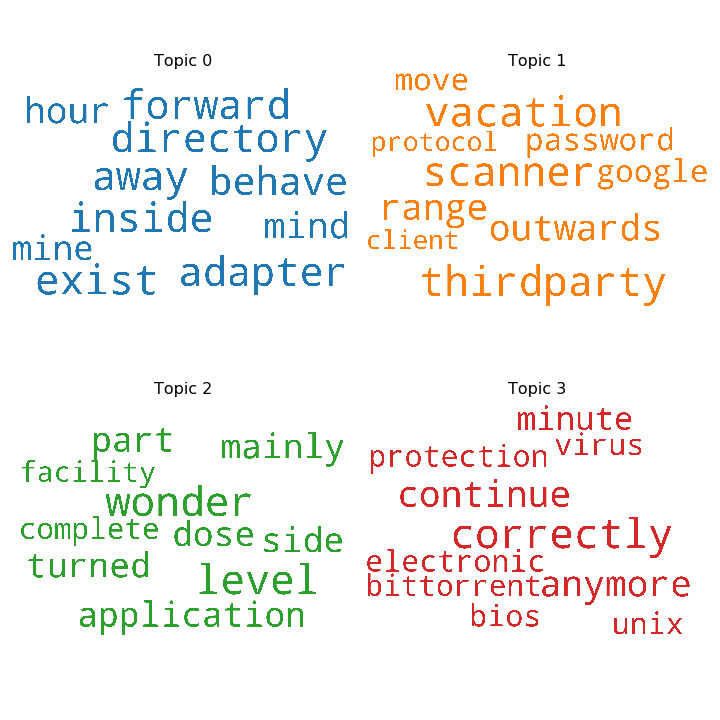 Topic 0
hour forward
directory
away behave
inside
mind
mine
exist adapter
Topic 1
move
vacation
protocol password
scanner google
range
outwards
client
thirdparty
Topic 2
part mainly
facility
wonder
complete dose side
turned
level
application
Topic 3
minute
virus
protection
continue
correctly
electronic
bittorrent anymore
bios
unix